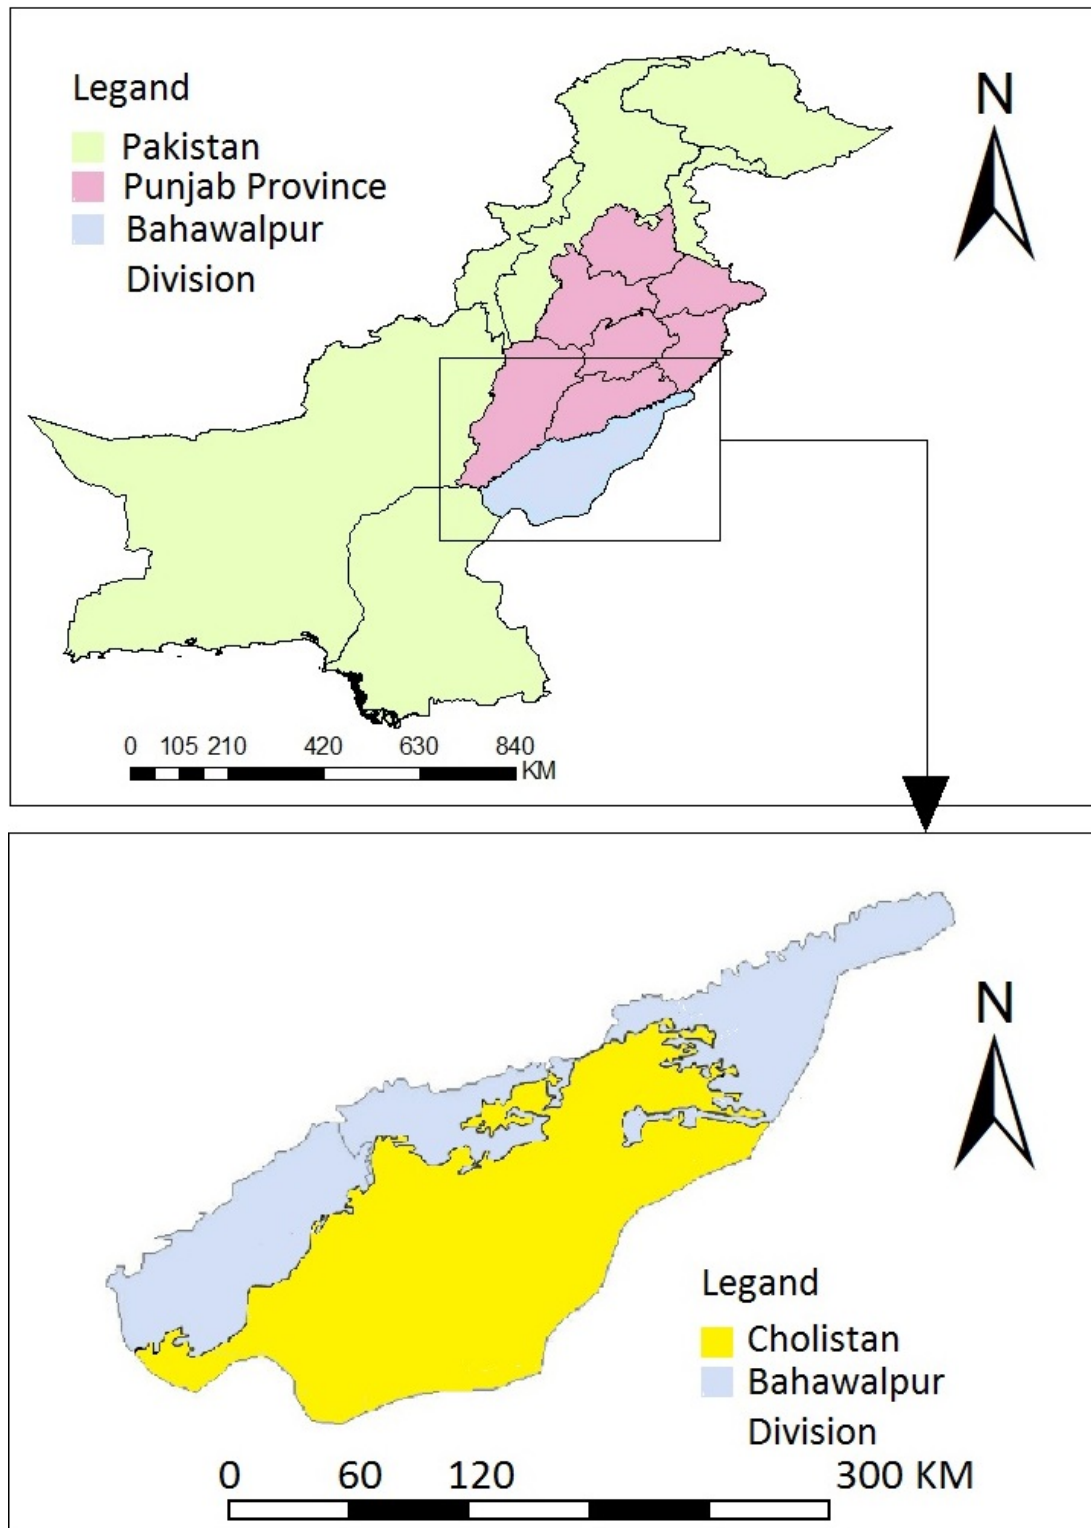 Legand
Pakistan
Punjab Province
Bahawalpur
Division
N
0 105 210 420 630 840
KM
N
Legand
Cholistan
Bahawalpur
Division
0 60 120 300 KM